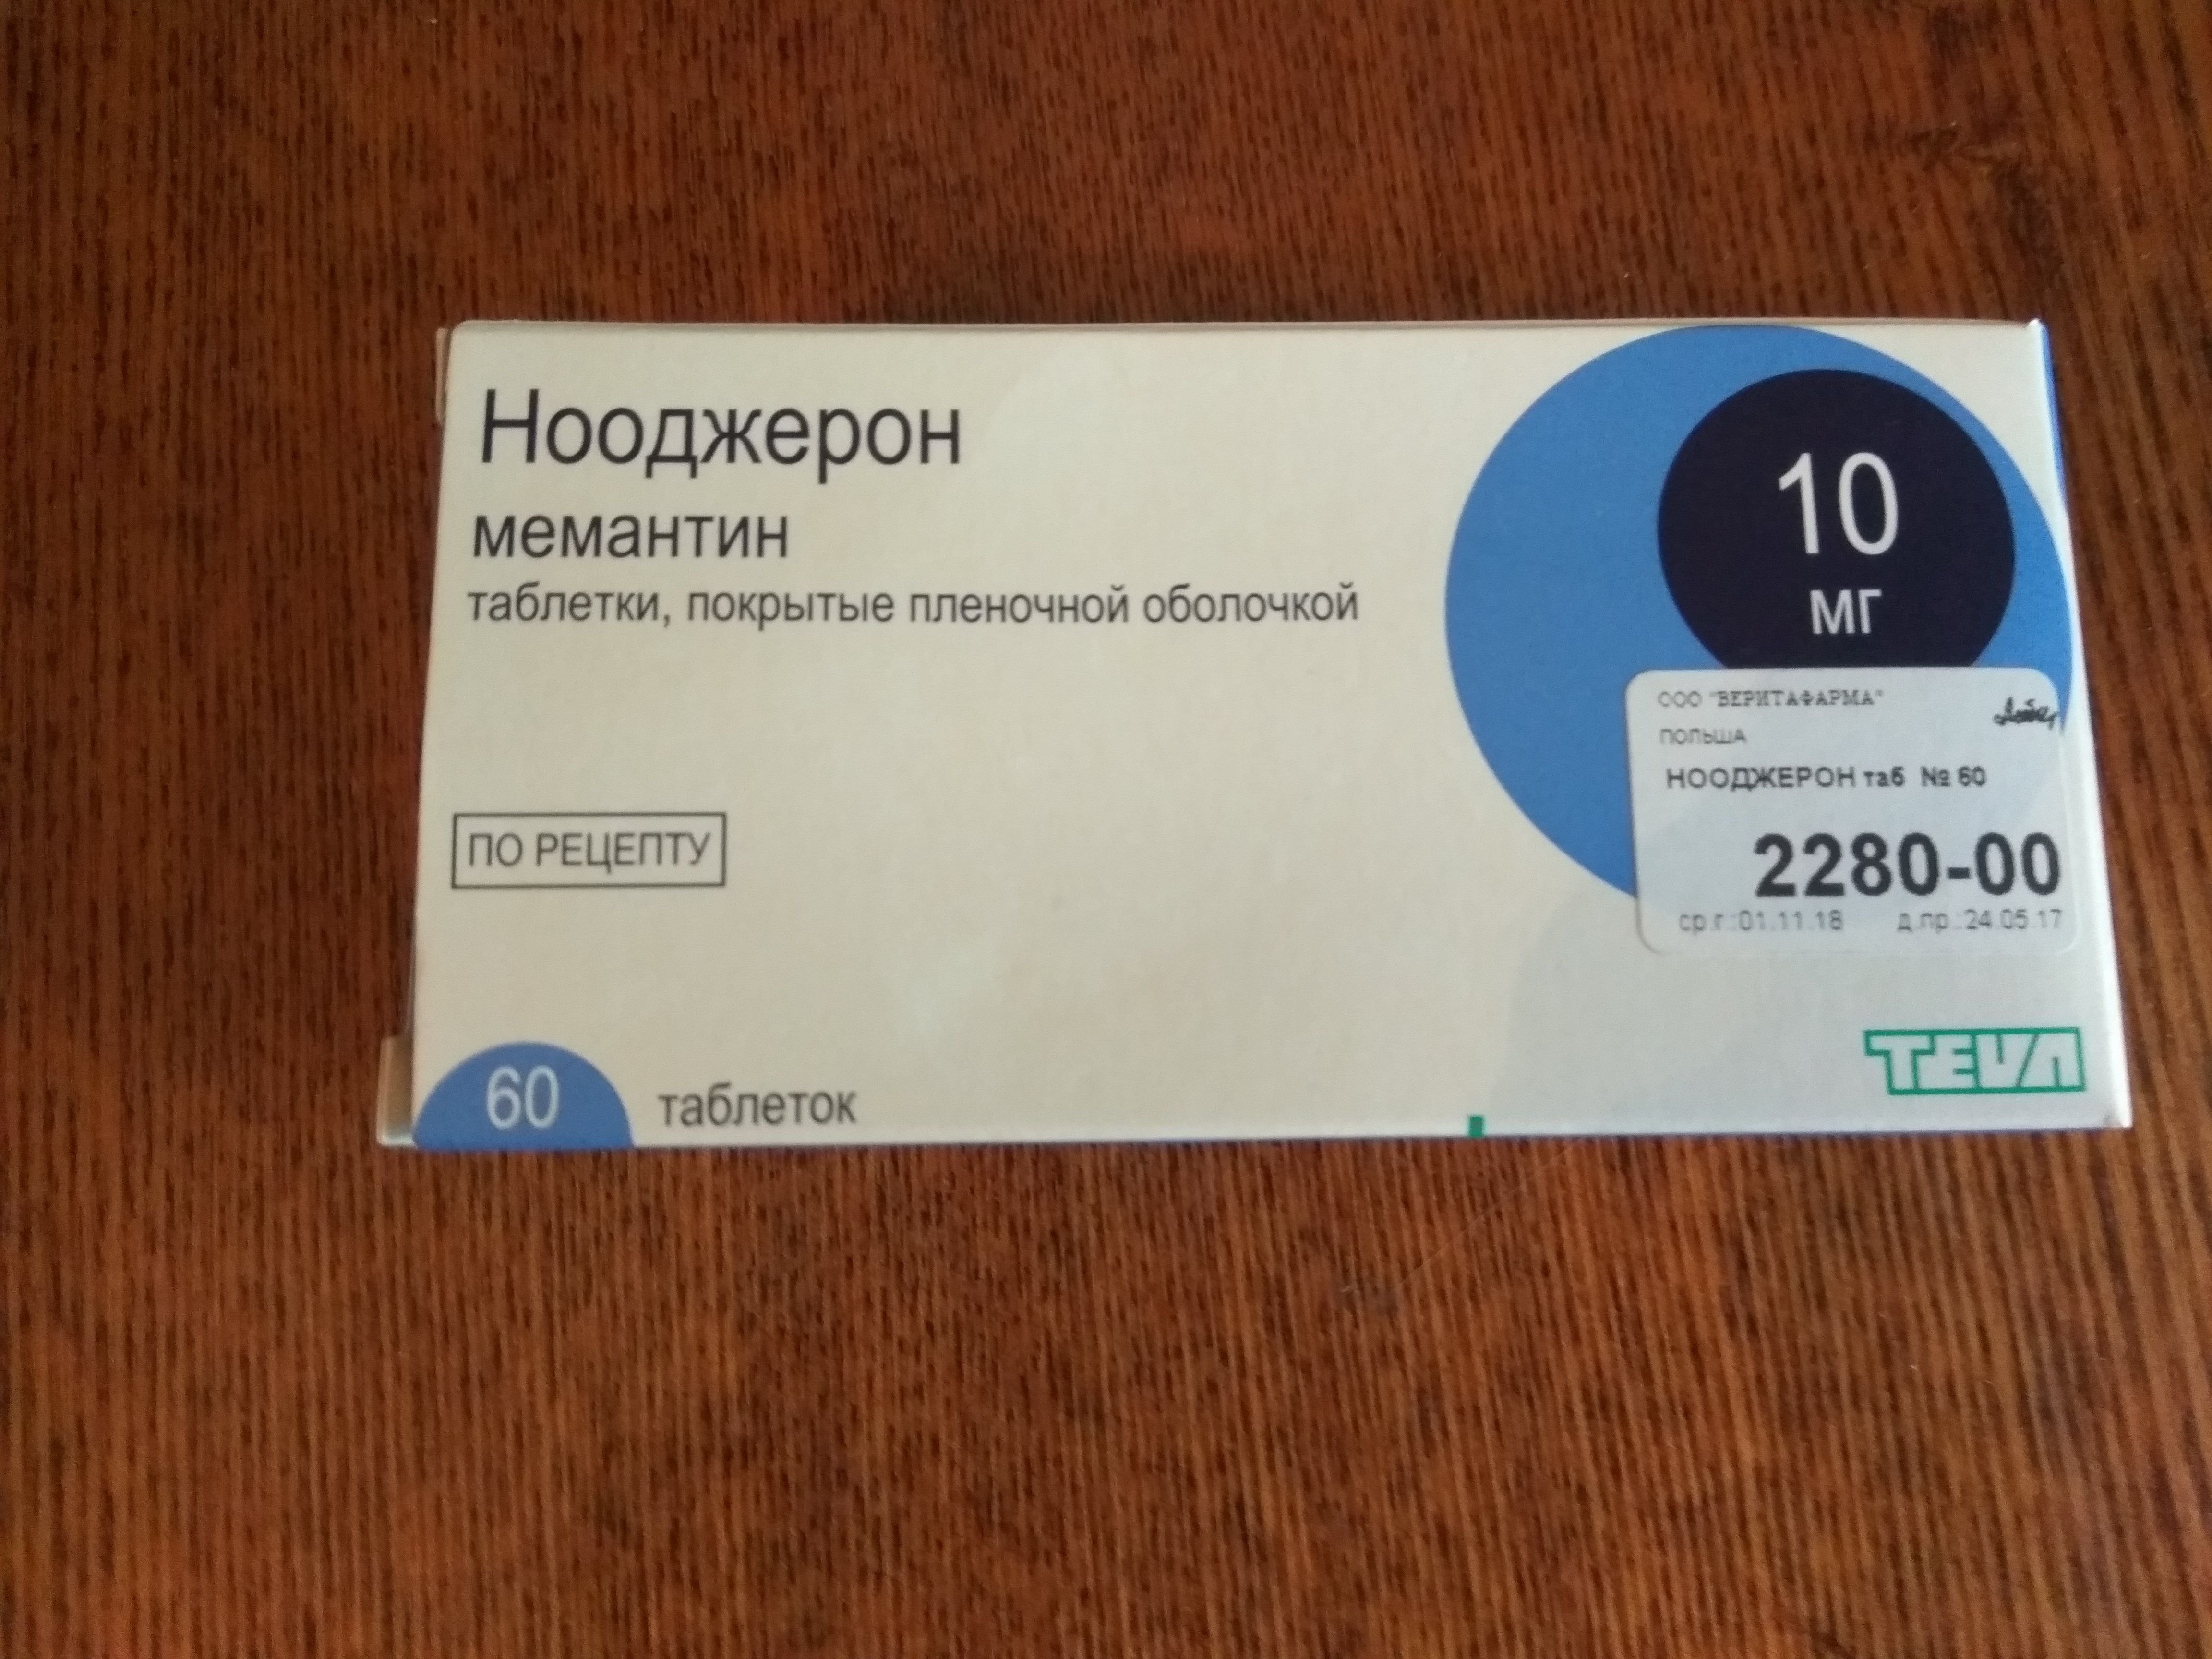 Нооджерон
мемантин
таблетки, покрытые пленочной оболочкой
10
мг
ООО "ВЕРИТАФАРМА"
ПОЛЬША
НООДЖЕРОН таб № 60
2280-00
ср.г.:01.11.18 д.пр.:24.05.17
ПО РЕЦЕПТУ
60 таблеток
TEVA